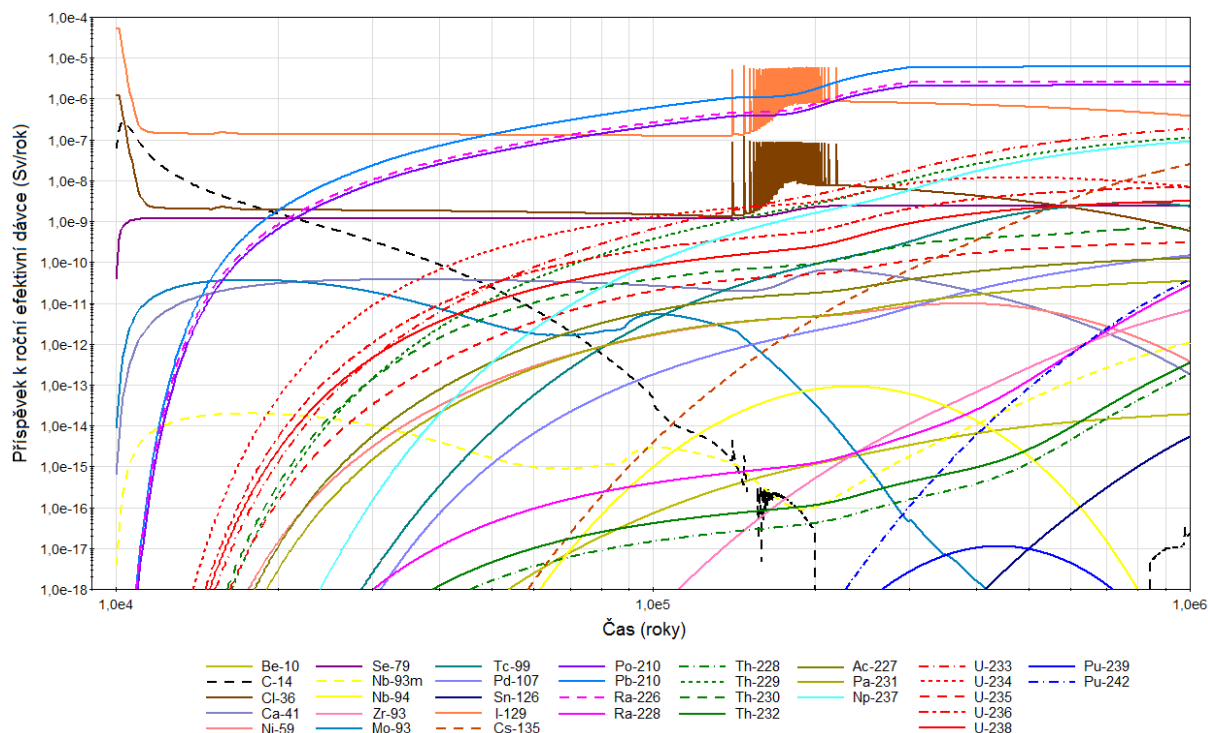 1,0e-4
1,0e-5
1,0e-6
1,0e-7
1,0e-8
1,0e-9
1,0e-10
1,0e-11
1,0e-12
1,0e-13
1,0e-14
1,0e-15
1,0e-16
1,0e-17
1,0e-18
Příspěvek k roční efektivní dávce (Sv/rok)
1,0e4 1,0e5 1,0e6
Čas (roky)
Be-10 Se-79 Tc-99 Po-210 Th-228 Ac-227 U-233 Pu-239
C-14 Nb-93m Pd-107 Pb-210 Th-229 Pa-231 U-234 Pu-242
Cl-36 Nb-94 Sn-126 Ra-226 Th-230 Np-237 U-235
Ca-41 Zr-93 I-129 Ra-228 Th-232 U-236
Ni-59 Mo-93 Cs-135 U-238